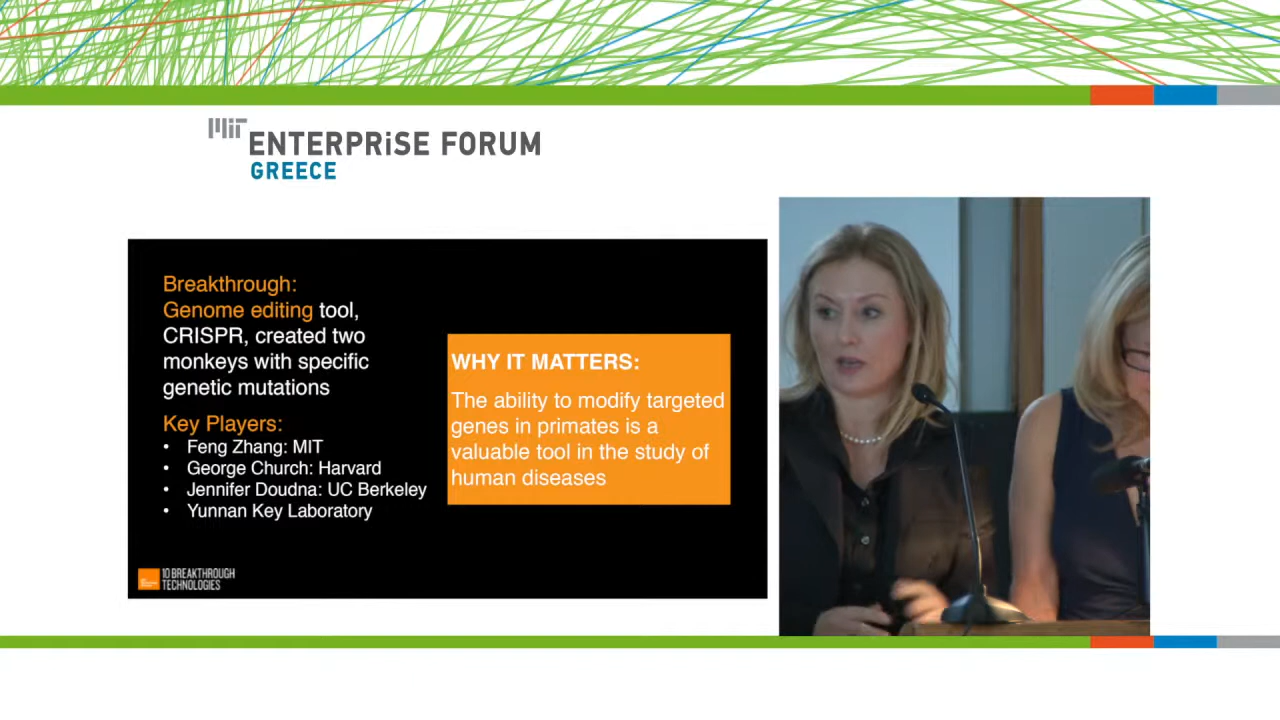 MIT
ENTERPRiSE FORUM
GREECE
Breakthrough:
Genome editing tool,
CRISPR, created two
monkeys with specific
genetic mutations
Key Players:
• Feng Zhang: MIT
• George Church: Harvard
• Jennifer Doudna: UC Berkeley
• Yunnan Key Laboratory
WHY IT MATTERS:
The ability to modify targeted
genes in primates is a
valuable tool in the study of
human diseases
10 BREAKTHROUGH
TECHNOLOGIES